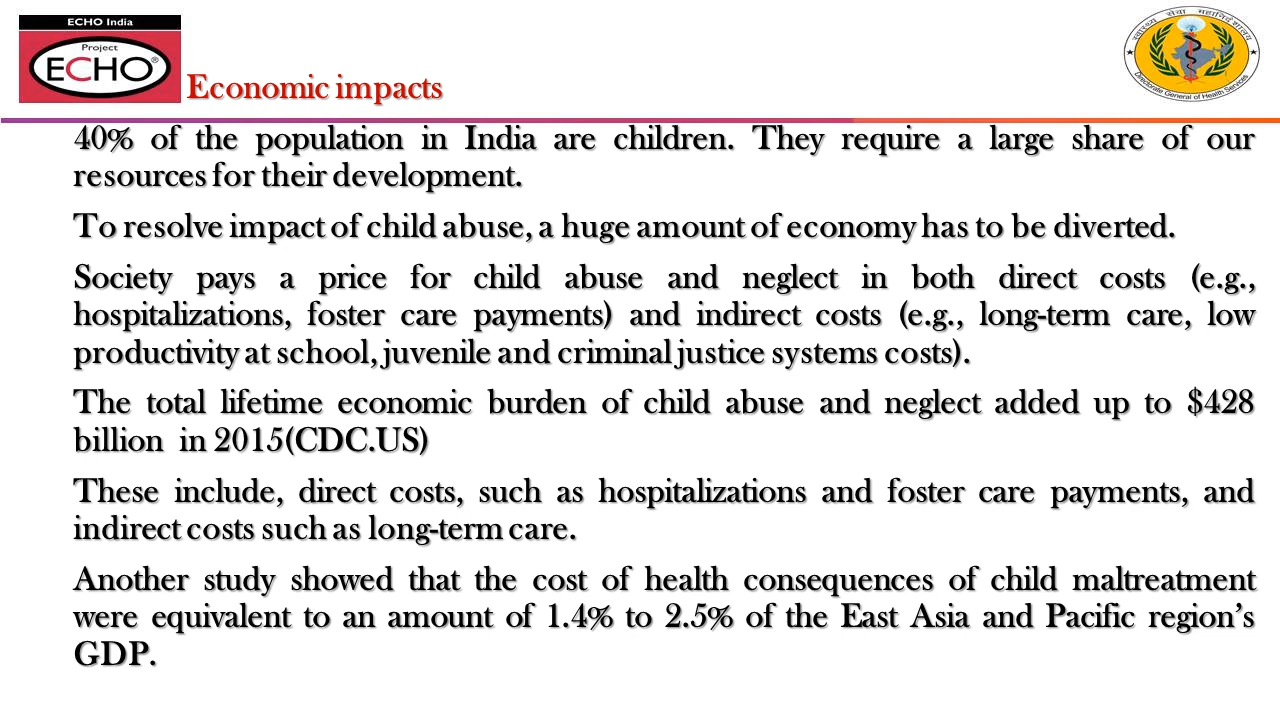 ECHO India
Project
ECHO®
Economic impacts
स्वास्थ्य सेवा महानिदेशालय
Directorate General of Health Services
40% of the population in India are children. They require a large share of our
resources for their development.
To resolve impact of child abuse, a huge amount of economy has to be diverted.
Society pays a price for child abuse and neglect in both direct costs (e.g.,
hospitalizations, foster care payments) and indirect costs (e.g., long-term care, low
productivity at school, juvenile and criminal justice systems costs).
The total lifetime economic burden of child abuse and neglect added up to $428
billion in 2015(CDC.US)
These include, direct costs, such as hospitalizations and foster care payments, and
indirect costs such as long-term care.
Another study showed that the cost of health consequences of child maltreatment
were equivalent to an amount of 1.4% to 2.5% of the East Asia and Pacific region's
GDP.